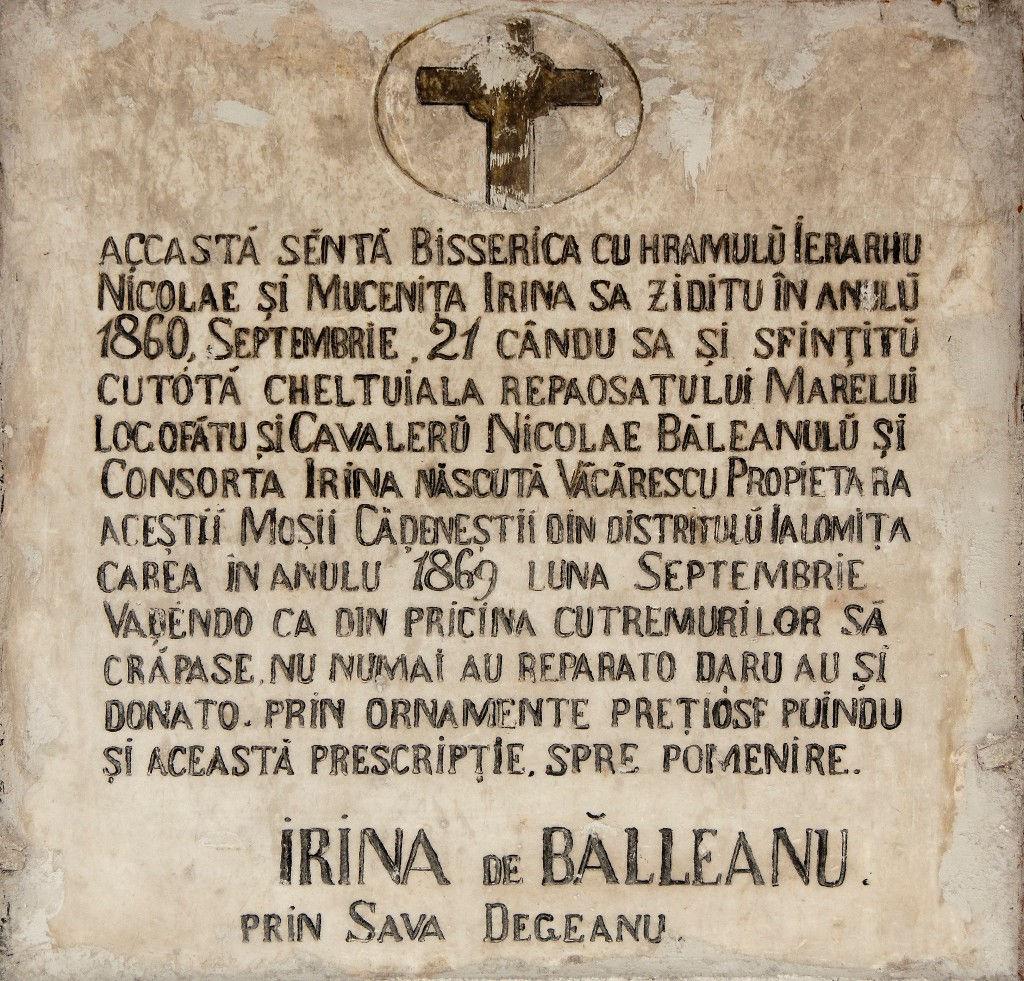 ACCASTĂ SĒNTĂ BISSERICA CU HRAMULŬ IERARHU
NICOLAE ȘI MUCENIȚA IRINA SA ZIDITU ÎN ANULŬ
1860, SEPTEMBRIE . 21 CÂNDU SA ȘI SFINȚITŬ
CUTÓTĂ CHELTUIALA REPAOSATULUI MARELUI
LOGOFĂTU ȘI CAVALERŬ NICOLAE BĂLEANULŬ ȘI
CONSORTA IRINA NĂSCUTĂ VĂCĂRESCU PROPIETARA
ACEȘTII MOȘII CĂDENEȘTII DIN DISTRITULŬ IALOMIȚA
CAREA ÎN ANULU 1869 LUNA SEPTEMBRIE
VAḐENDO CA DIN PRICINA CUTREMURILOR SĂ
CRĂPASE, NU NUMAI AU REPARATO DARU AU ȘI
DONATO. PRIN ORNAMENTE PREȚIÓSE PUINDU
ȘI ACEASTĂ PRESCRIPȚIE. SPRE POMENIRE.
IRINA DE BĂLLEANU.
PRIN SAVA DEGEANU.